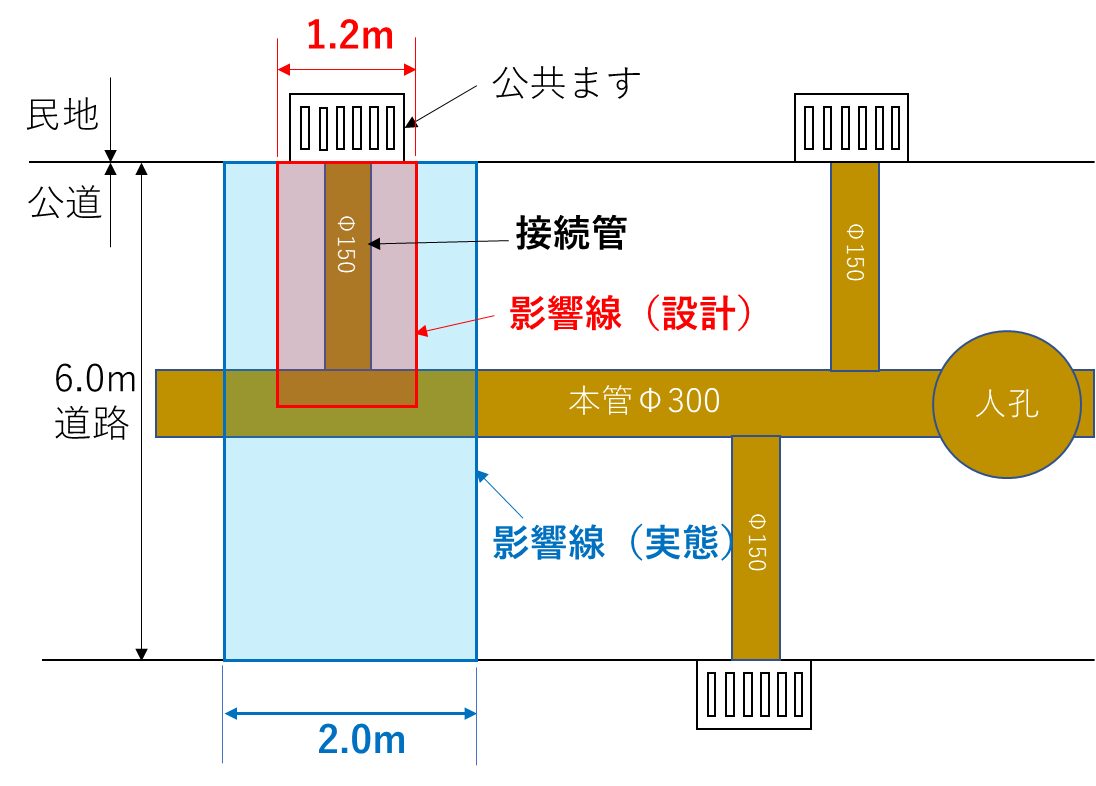 1.2m
公共ます
民地
公道
Φ150
接続管
Φ150
影響線（設計）
6.0m
道路
本管Φ300
人孔
影響線（実態）
Φ150
2.0m